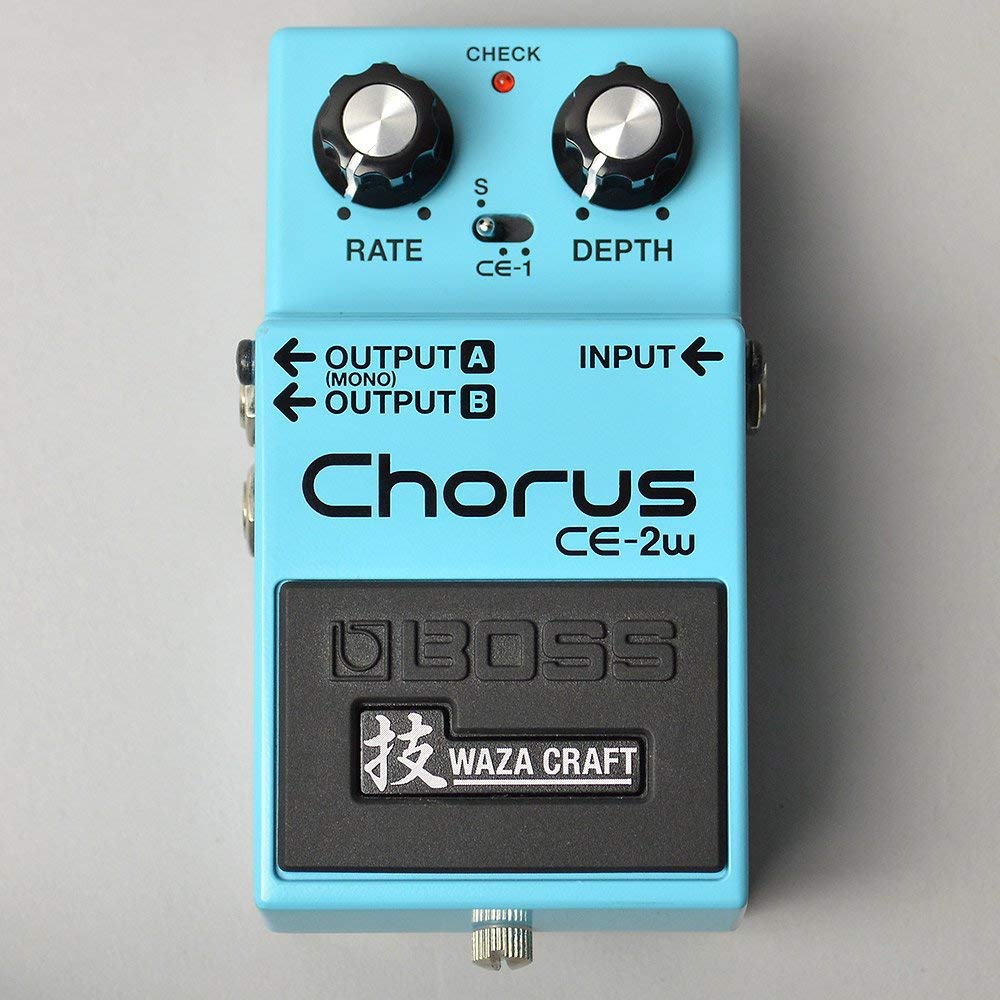 CHECK
S
RATE
DEPTH
CE-1
OUTPUT A
(MONO)
OUTPUT B
INPUT
Chorus
CE-2w
BOSS
技 WAZA CRAFT